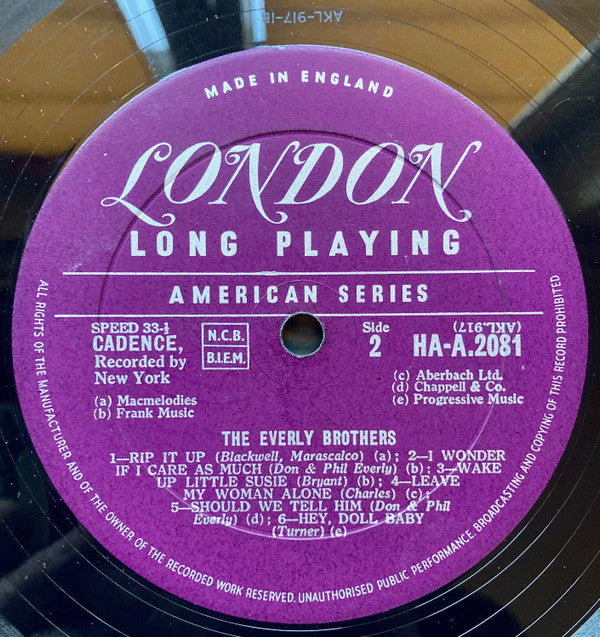 AKL-917-1B
MADE IN ENGLAND
LONDON
LONG PLAYING
AMERICAN SERIES
SPEED 33-⅓
CADENCE,
Recorded by
New York
N.C.B.
B.I.E.M.
Side
2
(AKL.917)
HA-A.2081
(a) Macmelodies
(b) Frank Music
(c) Aberbach Ltd.
(d) Chappell & Co.
(e) Progressive Music
THE EVERLY BROTHERS
1—RIP IT UP (Blackwell, Marascalco) (a); 2—I WONDER
IF I CARE AS MUCH (Don & Phil Everly) (b); 3—WAKE
UP LITTLE SUSIE (Bryant) (b); 4—LEAVE
MY WOMAN ALONE (Charles) (c);
5—SHOULD WE TELL HIM (Don & Phil
Everly) (d); 6—HEY, DOLL BABY
(Turner) (e)
ALL RIGHTS OF THE MANUFACTURER AND OF THE OWNER OF THE RECORDED WORK RESERVED. UNAUTHORISED PUBLIC PERFORMANCE, BROADCASTING AND COPYING OF THIS RECORD PROHIBITED